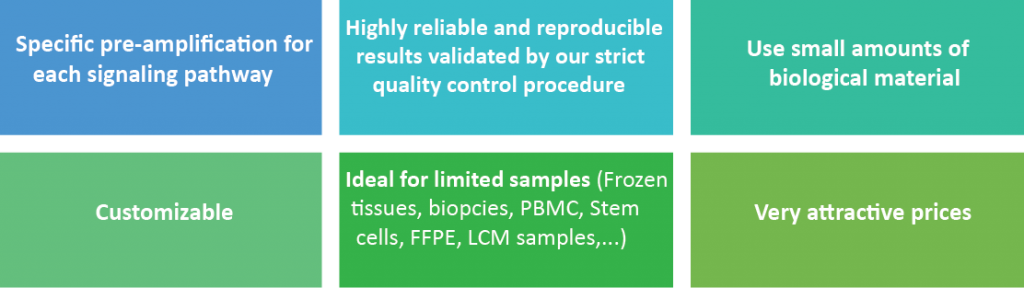 Specific pre-amplification for
each signaling pathway
Highly reliable and reproducible
results validated by our strict
quality control procedure
Use small amounts of
biological material
Customizable
Ideal for limited samples (Frozen
tissues, biopcies, PBMC, Stem
cells, FFPE, LCM samples,...)
Very attractive prices